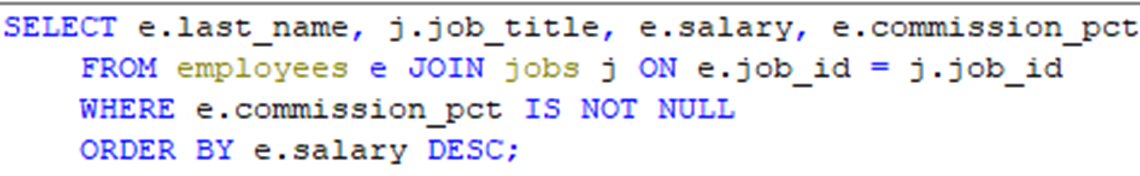 SELECT e.last_name, j.job_title, e.salary, e.commission_pct
FROM employees e JOIN jobs j ON e.job_id = j.job_id
WHERE e.commission_pct IS NOT NULL
ORDER BY e.salary DESC;